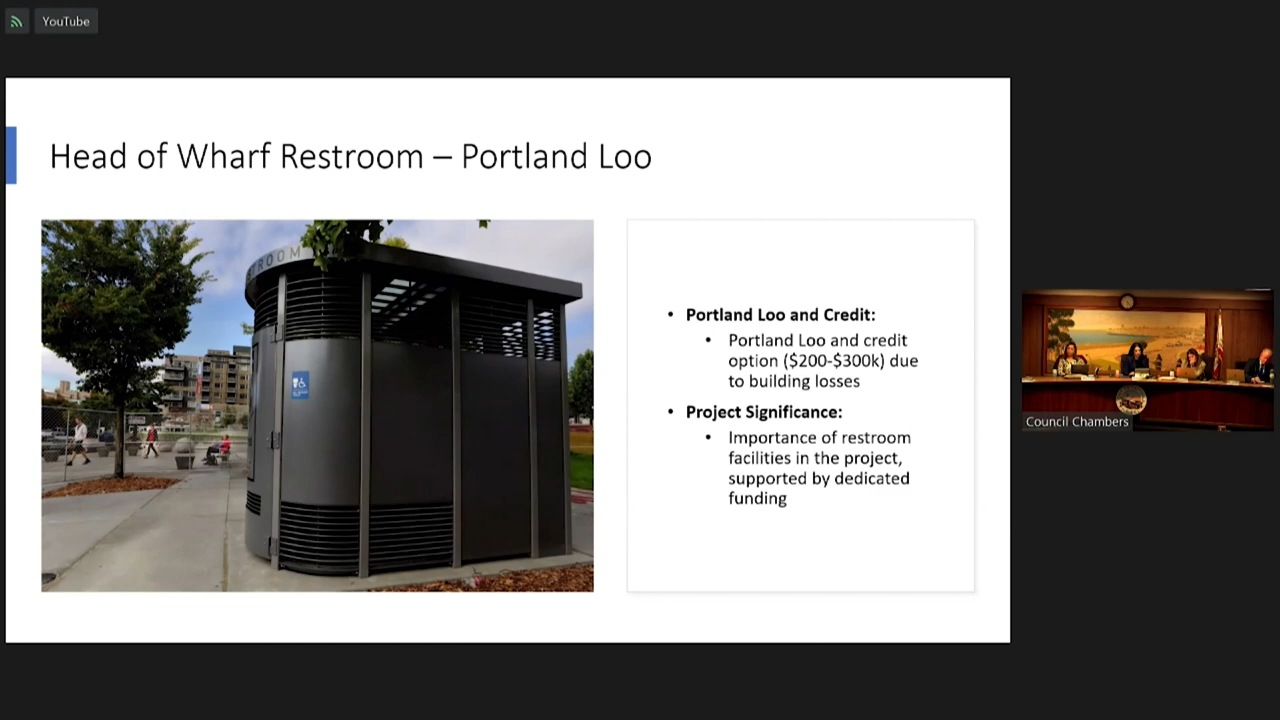 YouTube
Head of Wharf Restroom – Portland Loo
TROOM
• Portland Loo and Credit:
• Portland Loo and credit
option ($200-$300k) due
to building losses
• Project Significance:
• Importance of restroom
facilities in the project,
supported by dedicated
funding
Council Chambers